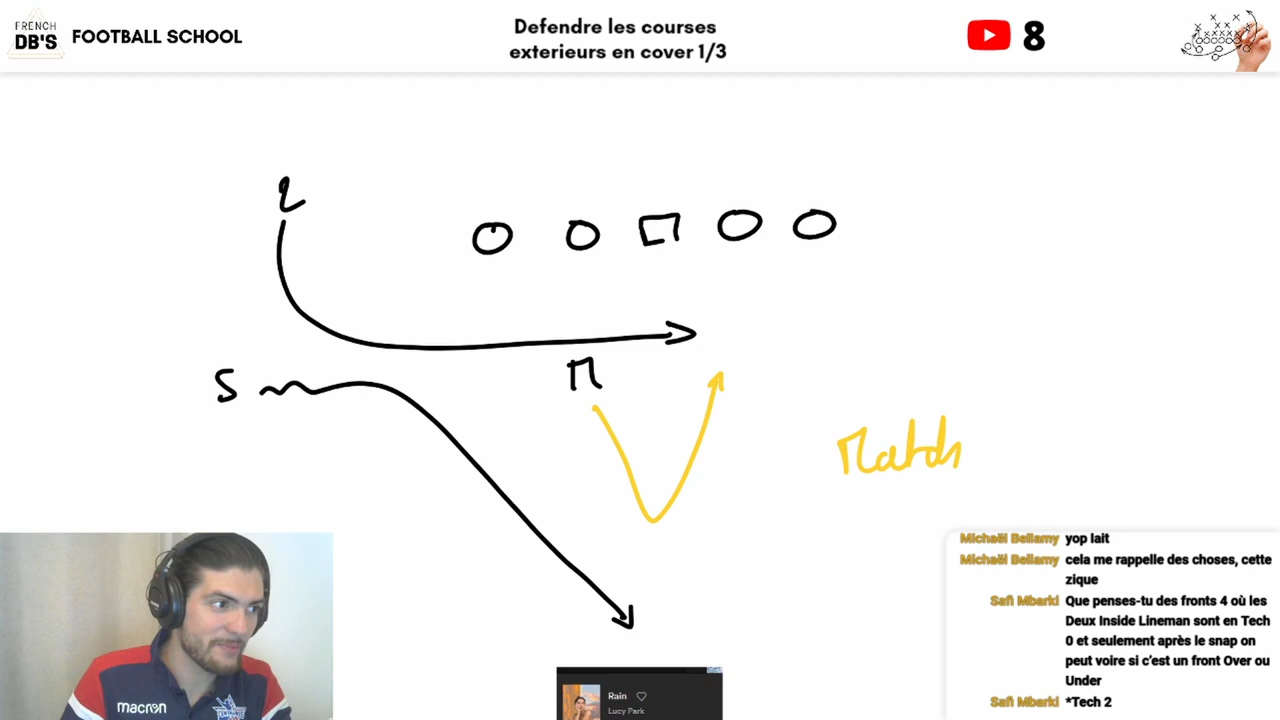 FRENCH
DB'S
FOOTBALL SCHOOL
Defendre les courses
exterieurs en cover 1/3
8
S
Match
macron
Rain
Lucy Park
Michaël Bellamy yop lait
Michaël Bellamy cela me rappelle des choses, cette
zique
Safi Mbarki Que penses-tu des fronts 4 où les
Deux Inside Lineman sont en Tech
0 et seulement après le snap on
peut voire si c'est un front Over ou
Under
Safi Mbarki *Tech 2